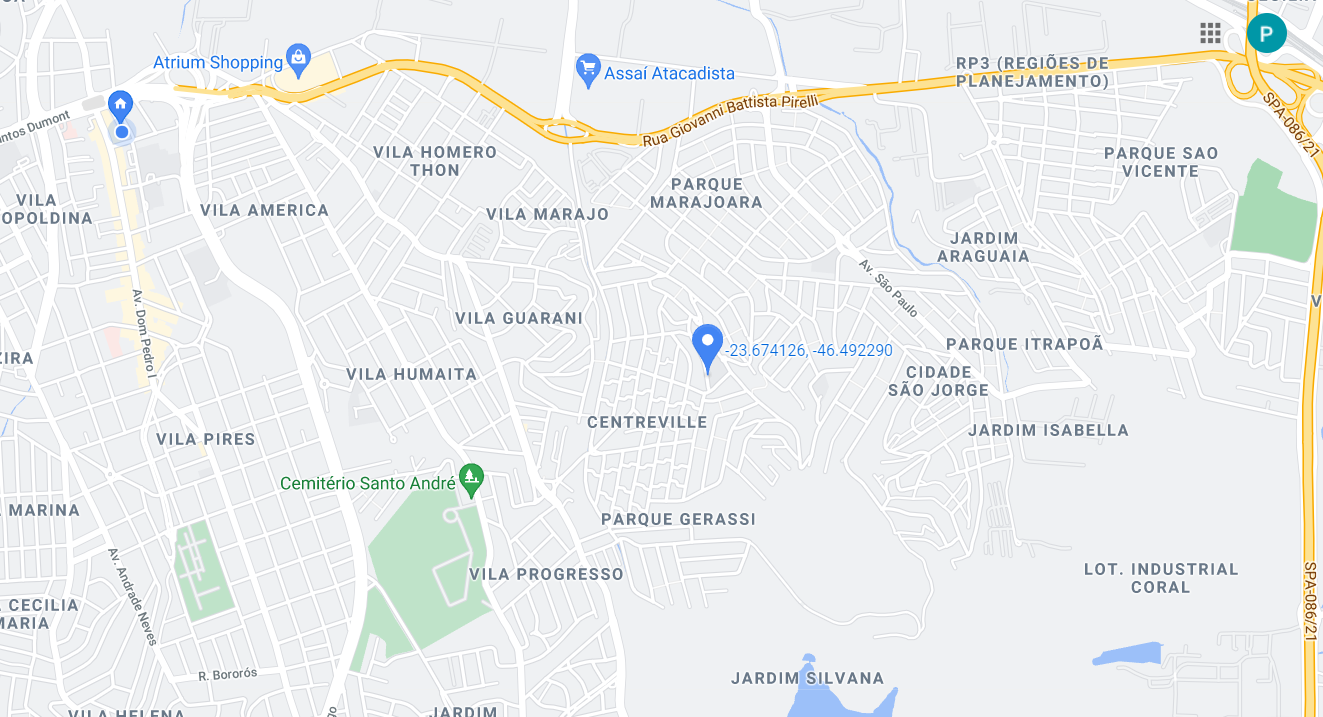 P
Atrium Shopping
Assaí Atacadista
RP3 (REGIÕES DE
PLANEJAMENTO)
Rua Giovanni Battista Pirelli
SPA-086/21
VILA HOMERO
THON
PARQUE SAO
VICENTE
VILA
VILA AMERICA
VILA MARAJO
PARQUE
MARAJOARA
JARDIM
ARAGUAIA
Av. São Paulo
Av. Dom Pedro I
VILA GUARANI
-23.674126, -46.492290
PARQUE ITRAPOÃ
VILA HUMAITA
CIDADE
SÃO JORGE
CENTREVILLE
JARDIM ISABELLA
VILA PIRES
Cemitério Santo André
MARINA
PARQUE GERASSI
Av. Andrade Neves
VILA PROGRESSO
LOT. INDUSTRIAL
CORAL
SPA-086/21
CECILIA
MARIA
R. Bororós
JARDIM SILVANA
VILA HELENA
JARDIM